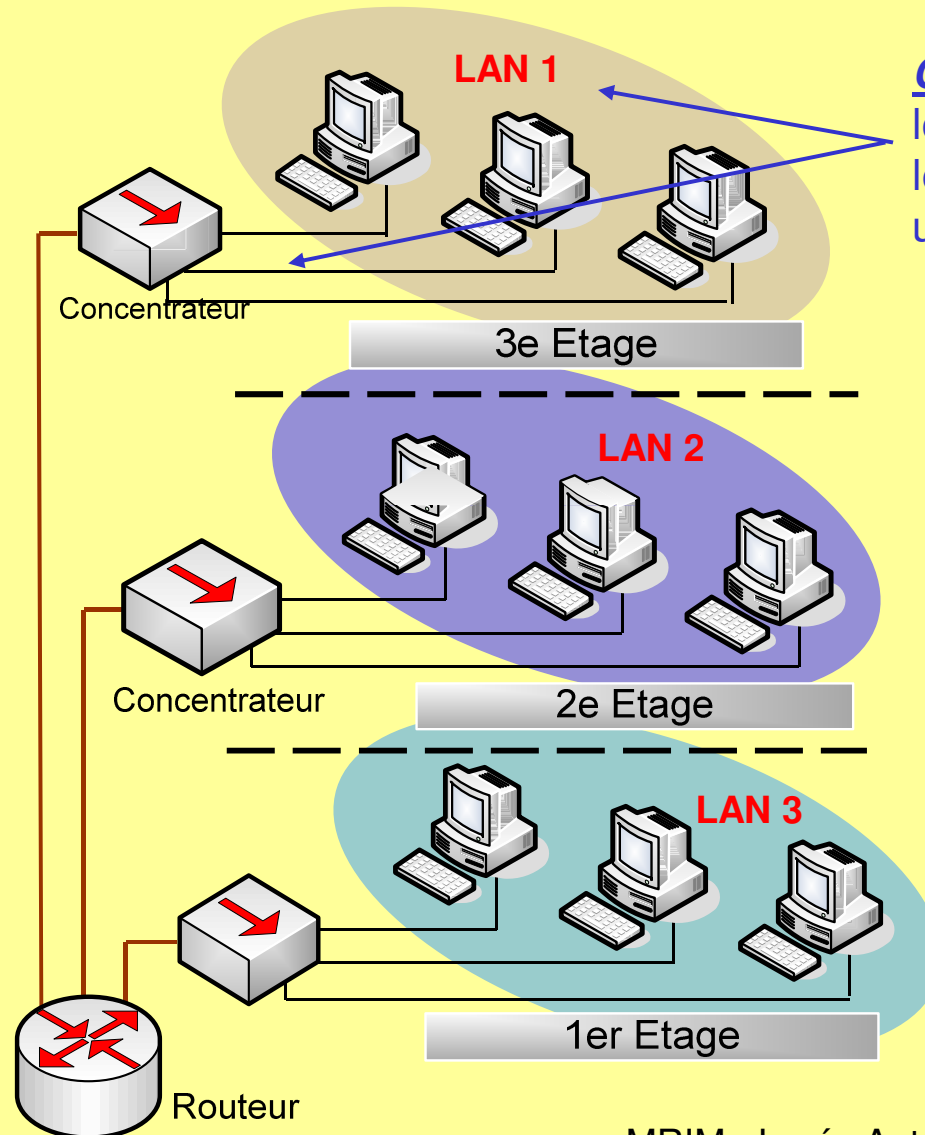 LAN 1
Concentrateur
3e Etage
LAN 2
Concentrateur
2e Etage
LAN 3
1er Etage
Routeur